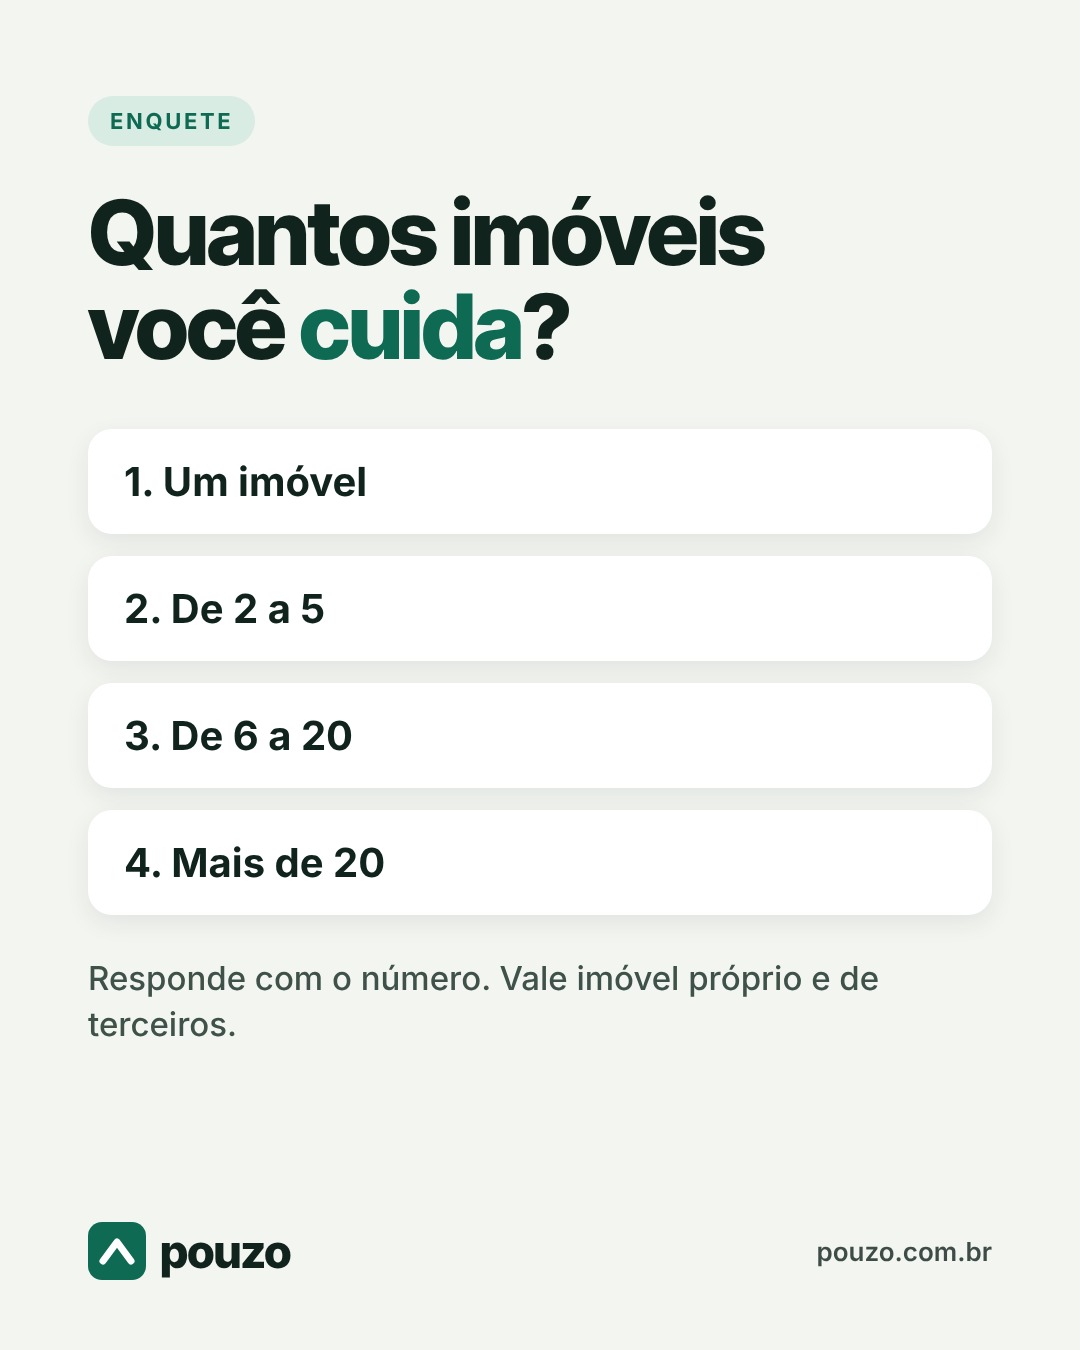 ENQUETE
Quantos imóveis
você cuida?
1. Um imóvel
2. De 2 a 5
3. De 6 a 20
4. Mais de 20
Responde com o número. Vale imóvel próprio e de
terceiros.
pouzo
pouzo.com.br